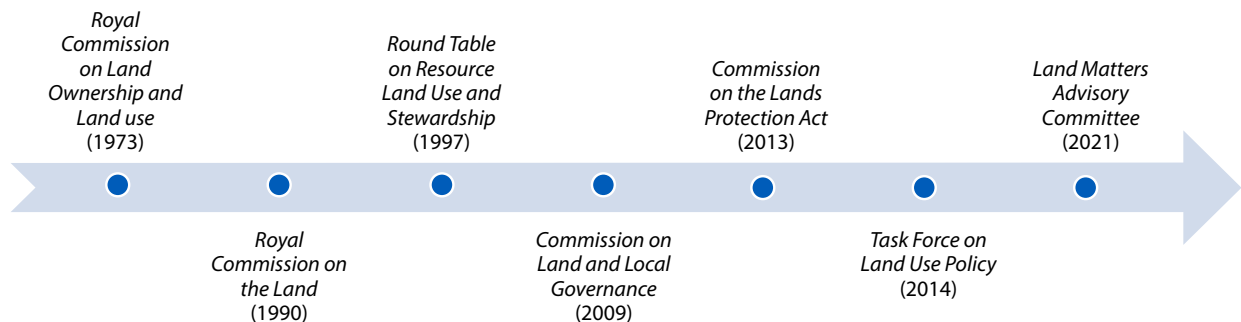 Royal
Commission
on Land
Ownership and
Land use
(1973)
Royal
Commission on
the Land
(1990)
Round Table
on Resource
Land Use and
Stewardship
(1997)
Commission on
Land and Local
Governance
(2009)
Commission
on the Lands
Protection Act
(2013)
Task Force on
Land Use Policy
(2014)
Land Matters
Advisory
Committee
(2021)